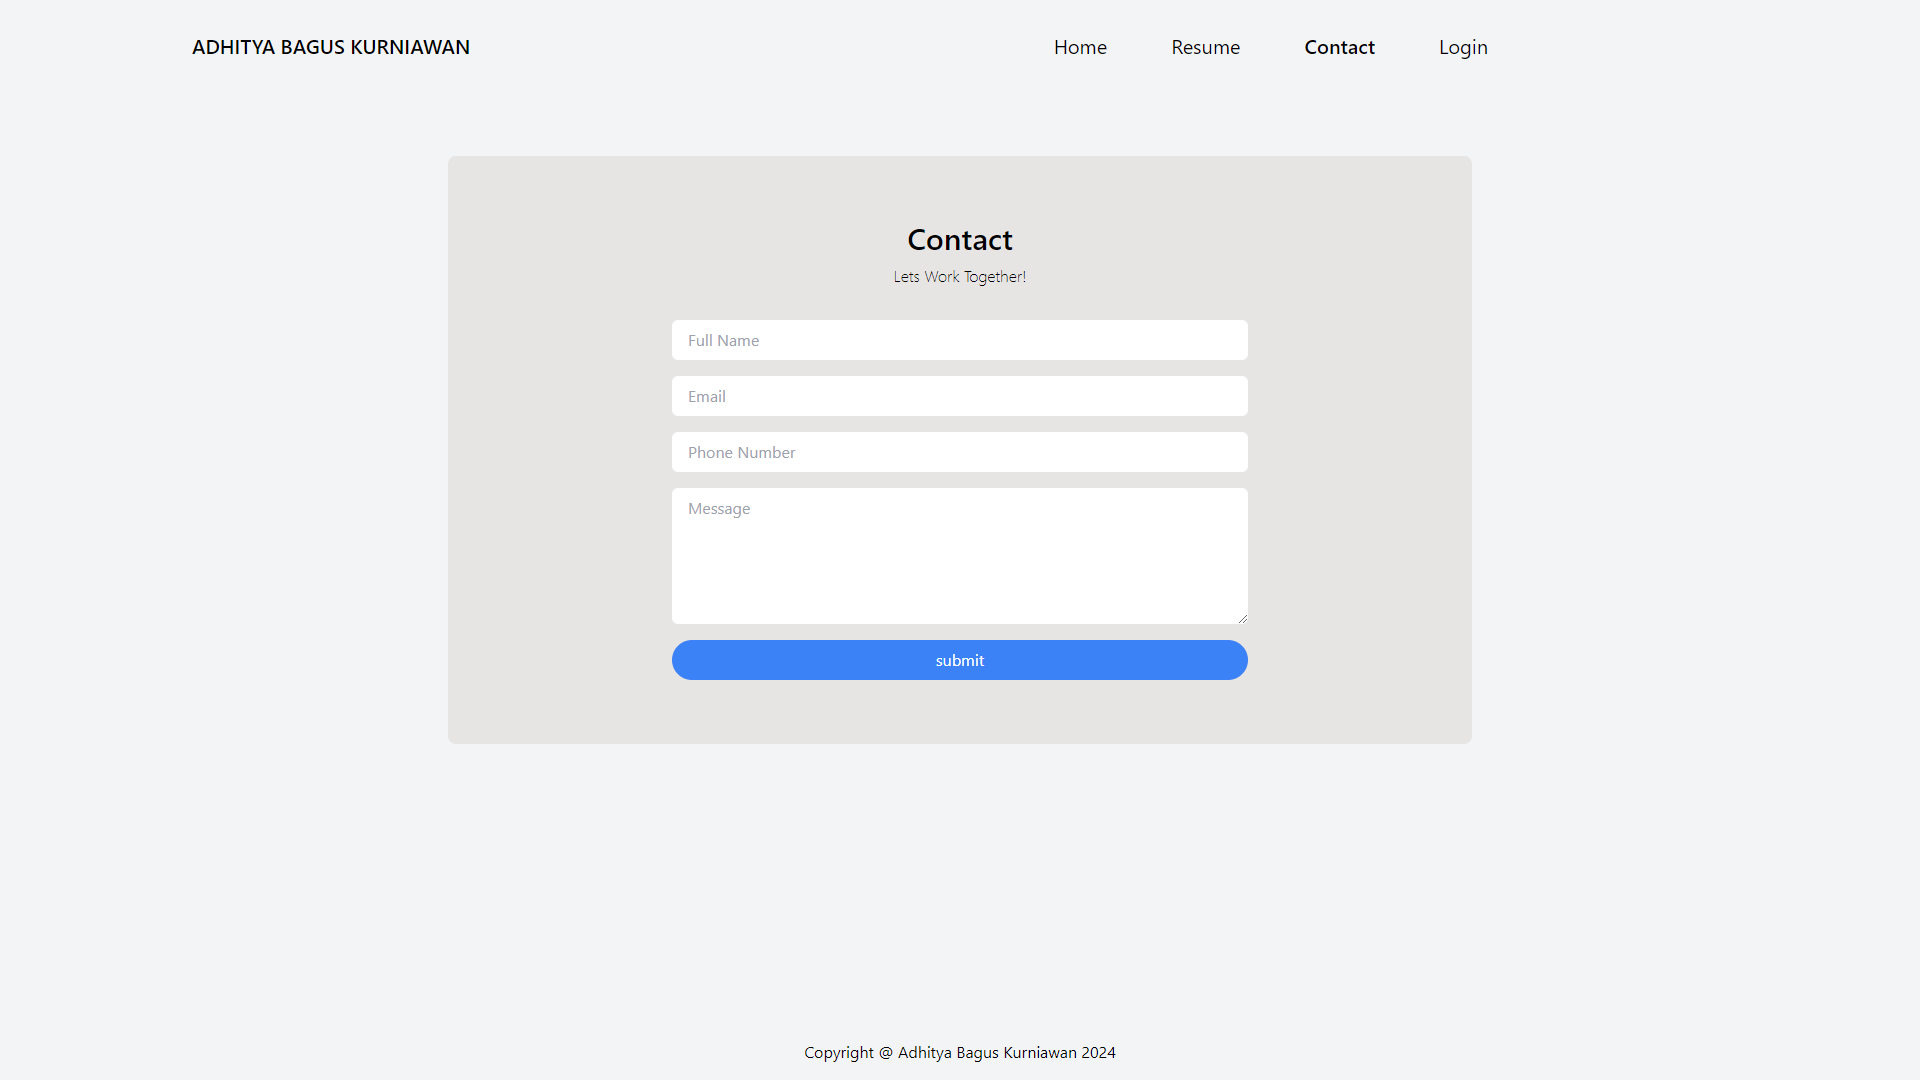 ADHITYA BAGUS KURNIAWAN
Home Resume Contact Login
Contact
Lets Work Together!
Full Name
Email
Phone Number
Message
submit
Copyright @ Adhitya Bagus Kurniawan 2024